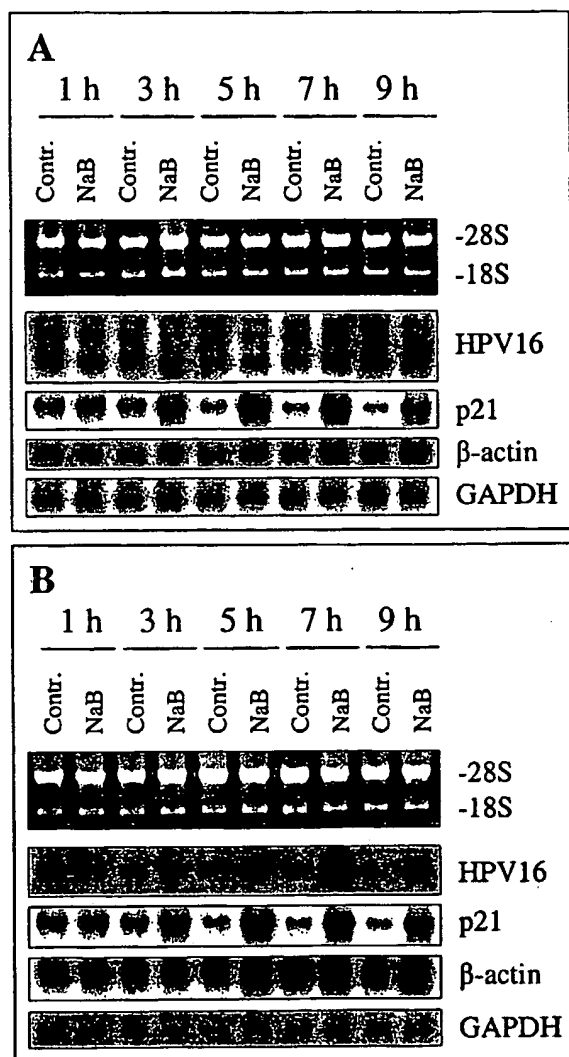 A
1 h 3 h 5 h 7 h 9 h
Contr. NaB Contr. NaB Contr. NaB Contr. NaB Contr. NaB
-28S
-18S
HPV16
p21
β-actin
GAPDH
B
1 h 3 h 5 h 7 h 9 h
Contr. NaB Contr. NaB Contr. NaB Contr. NaB Contr. NaB
-28S
-18S
HPV16
p21
β-actin
GAPDH